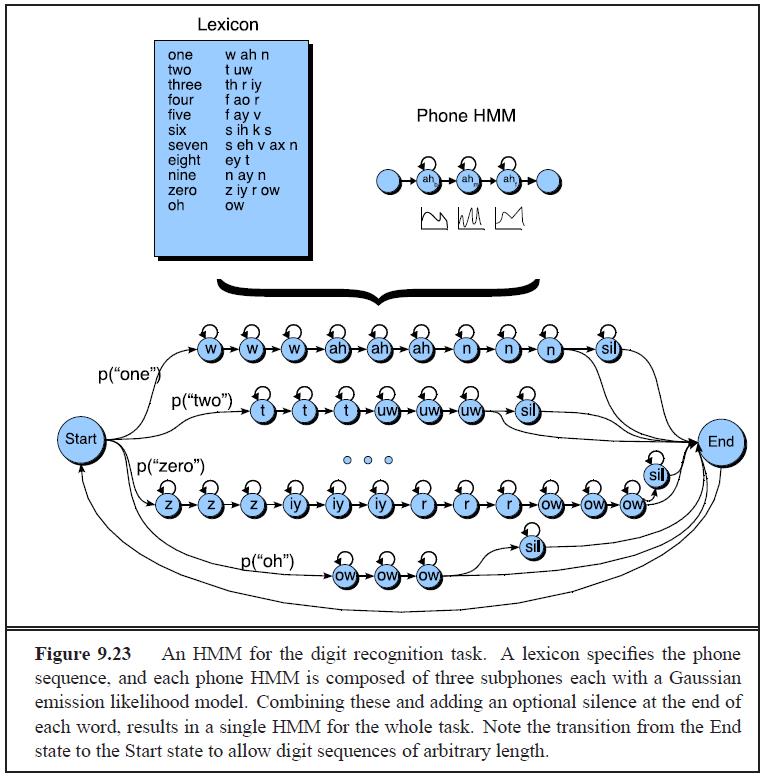 Lexicon
one w ah n
two t uw
three th r iy
four f ao r
five f ay v
six s ih k s
seven s eh v ax n
eight ey t
nine n ay n
zero z iy r ow
oh ow
Phone HMM
ah ah ah
p("one")
w w w ah ah ah n n n sil
p("two")
t t t uw uw uw sil
Start
End
p("zero")
z z z iy iy iy r r r ow ow ow sil
p("oh")
ow ow ow sil
Figure 9.23 An HMM for the digit recognition task. A lexicon specifies the phone
sequence, and each phone HMM is composed of three subphones each with a Gaussian
emission likelihood model. Combining these and adding an optional silence at the end of
each word, results in a single HMM for the whole task. Note the transition from the End
state to the Start state to allow digit sequences of arbitrary length.